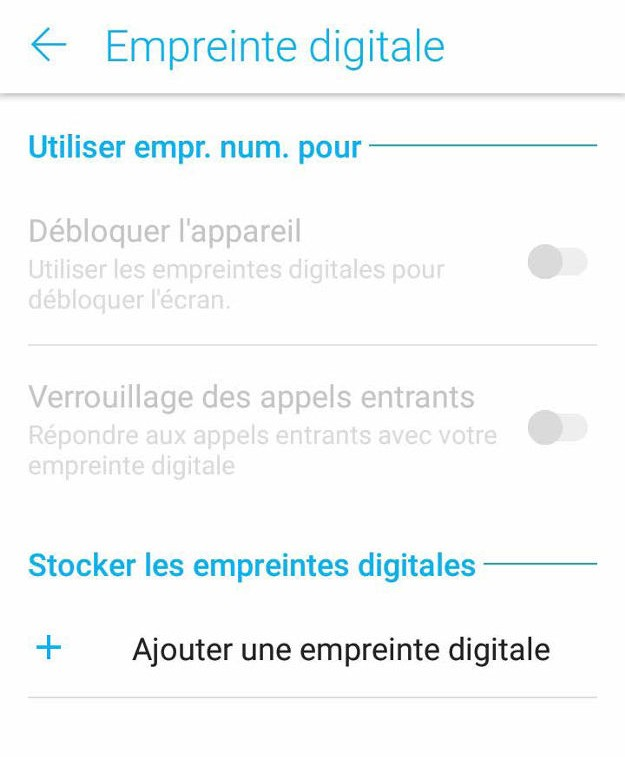 Empreinte digitale
Utiliser empr. num. pour
Débloquer l'appareil
Utiliser les empreintes digitales pour
débloquer l'écran.
Verrouillage des appels entrants
Répondre aux appels entrants avec votre
empreinte digitale
Stocker les empreintes digitales
+ Ajouter une empreinte digitale